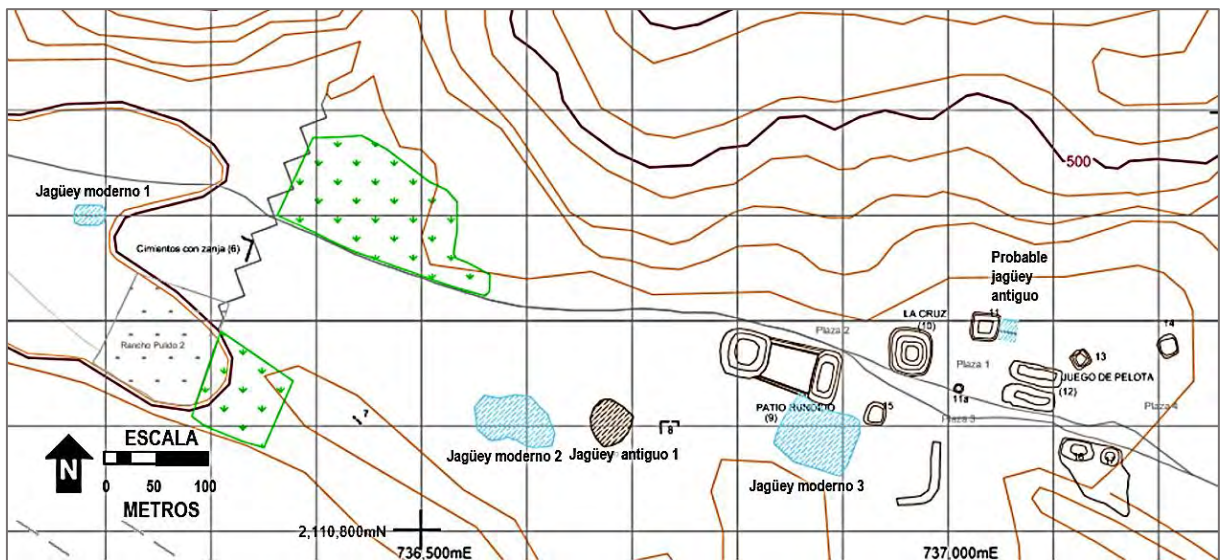 500
Jagüey moderno 1
Cimientos con zanja (6)
Probable
jagüey
antiguo
11
LA CRUZ
(10)
Plaza 2
14
Rancho Pulido 2
Plaza 1
13
JUEGO DE PELOTA
(12)
11a
PATIO HUNDIDO
(9)
15
Plaza 3
Plaza 4
7
8
N
ESCALA
0 50 100
METROS
Jagüey moderno 2
Jagüey antiguo 1
Jagüey moderno 3
2,110,800mN
736,500mE
737,000mE